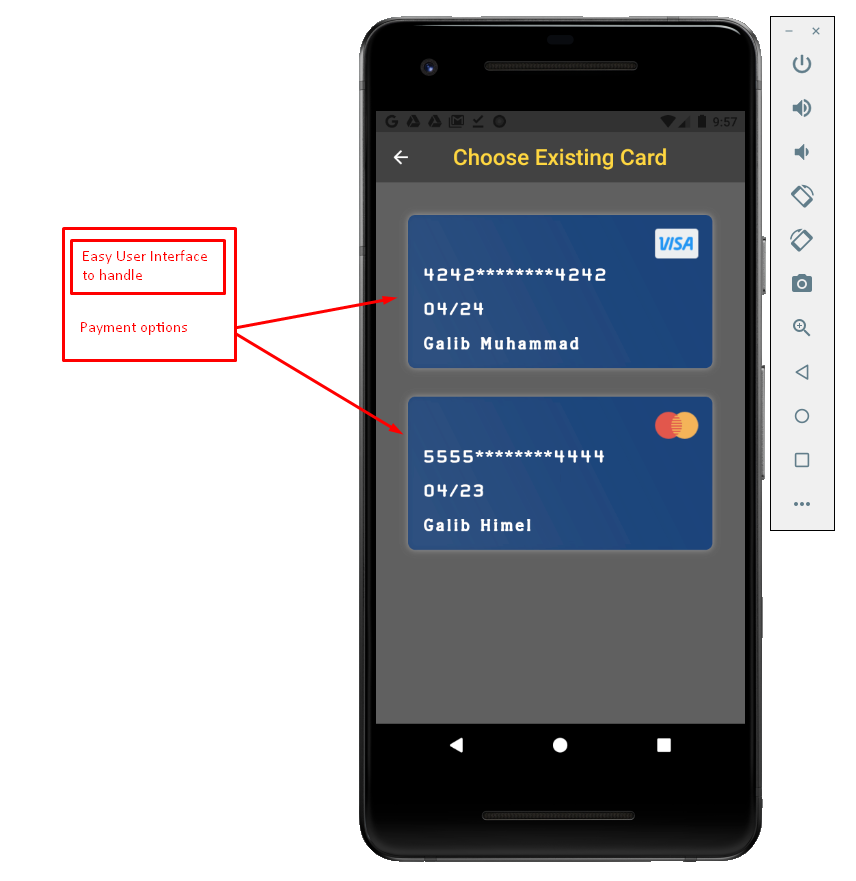 9:57
Choose Existing Card
Easy User Interface
to handle
Payment options
VISA
4242********4242
04/24
Galib Muhammad
5555********4444
04/23
Galib Himel